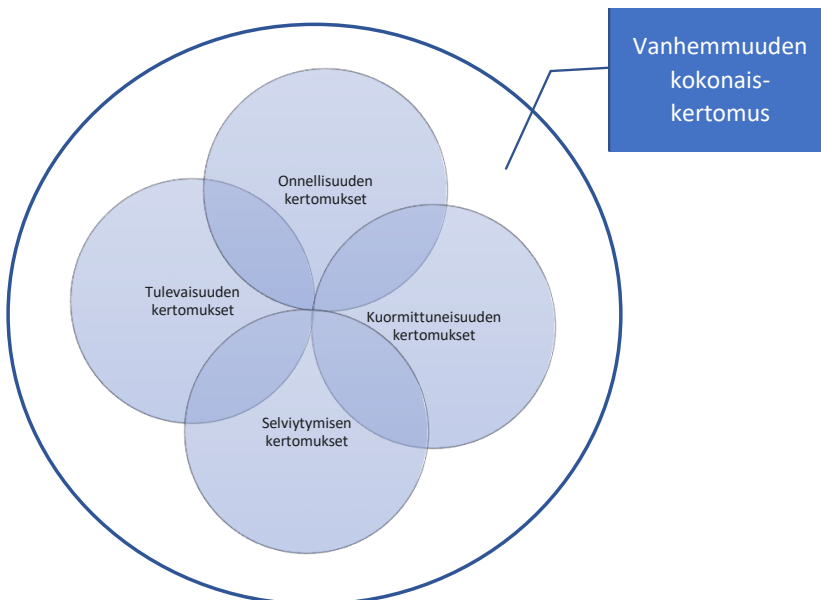 Vanhemmuuden
kokonais-
kertomus
Onnellisuuden
kertomukset
Tulevaisuuden
kertomukset
Kuormittuneisuuden
kertomukset
Selviytymisen
kertomukset